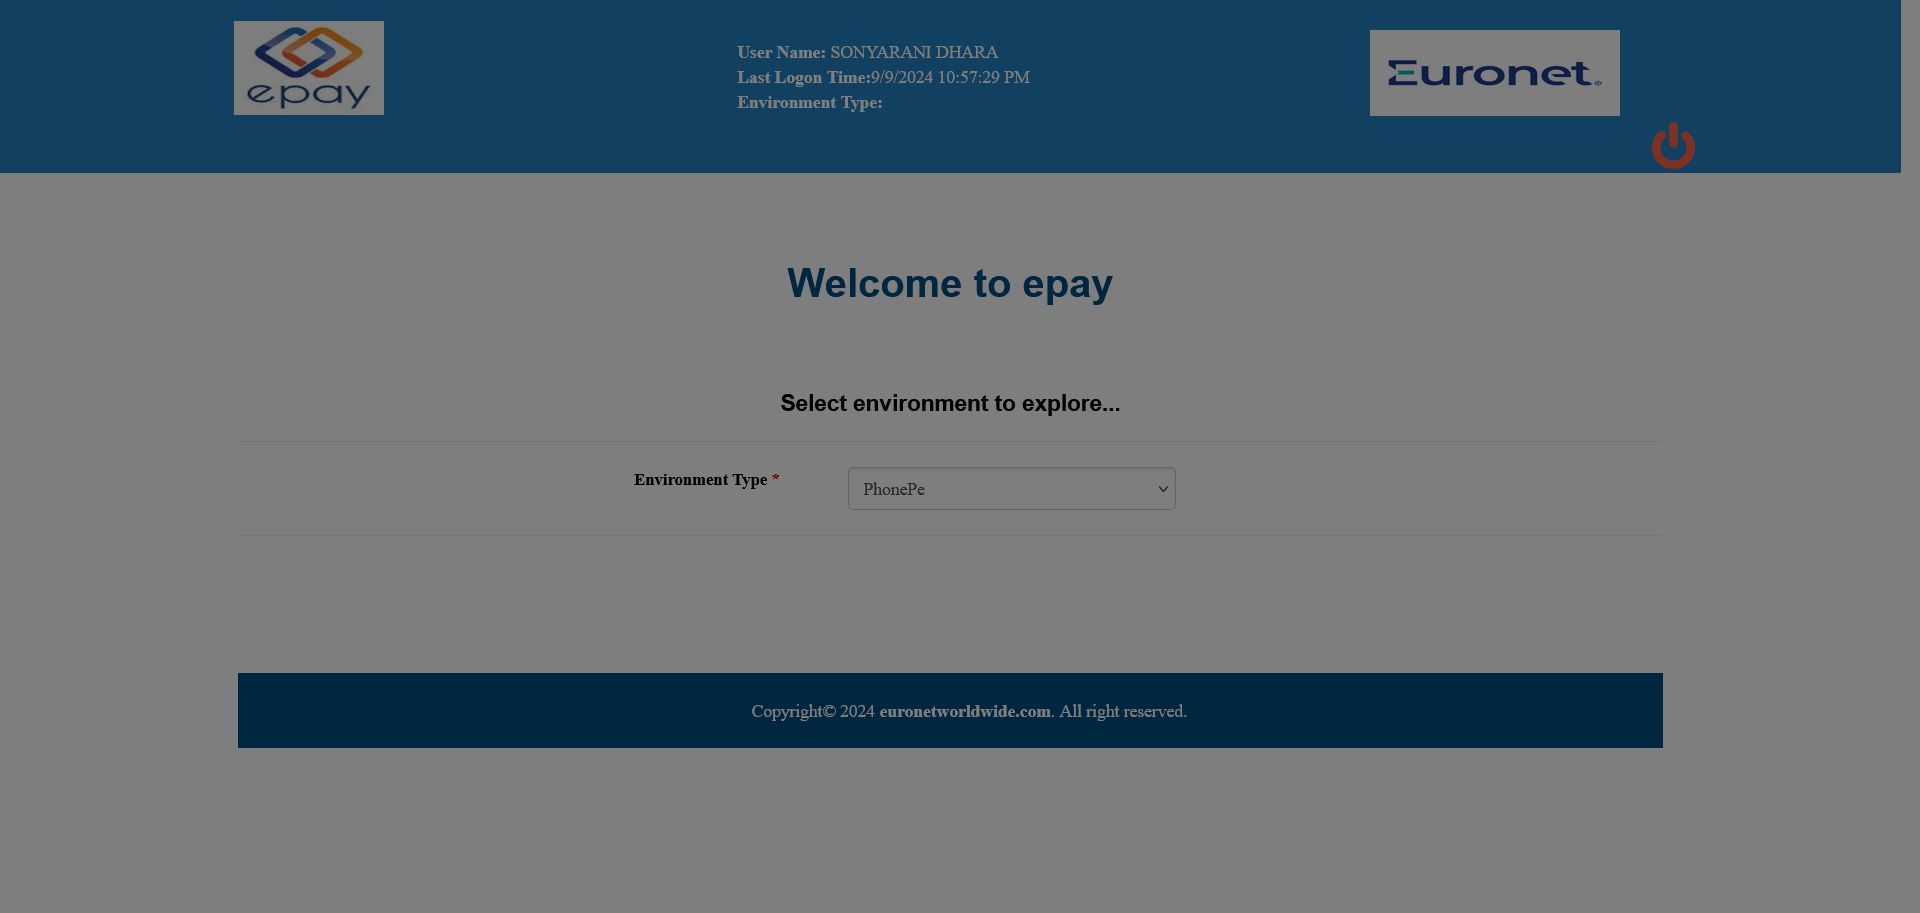 epay
User Name: SONYARANI DHARA
Last Logon Time:9/9/2024 10:57:29 PM
Environment Type:
Euronet®
Welcome to epay
Select environment to explore...
Environment Type *
PhonePe
Copyright© 2024 euronetworldwide.com. All right reserved.